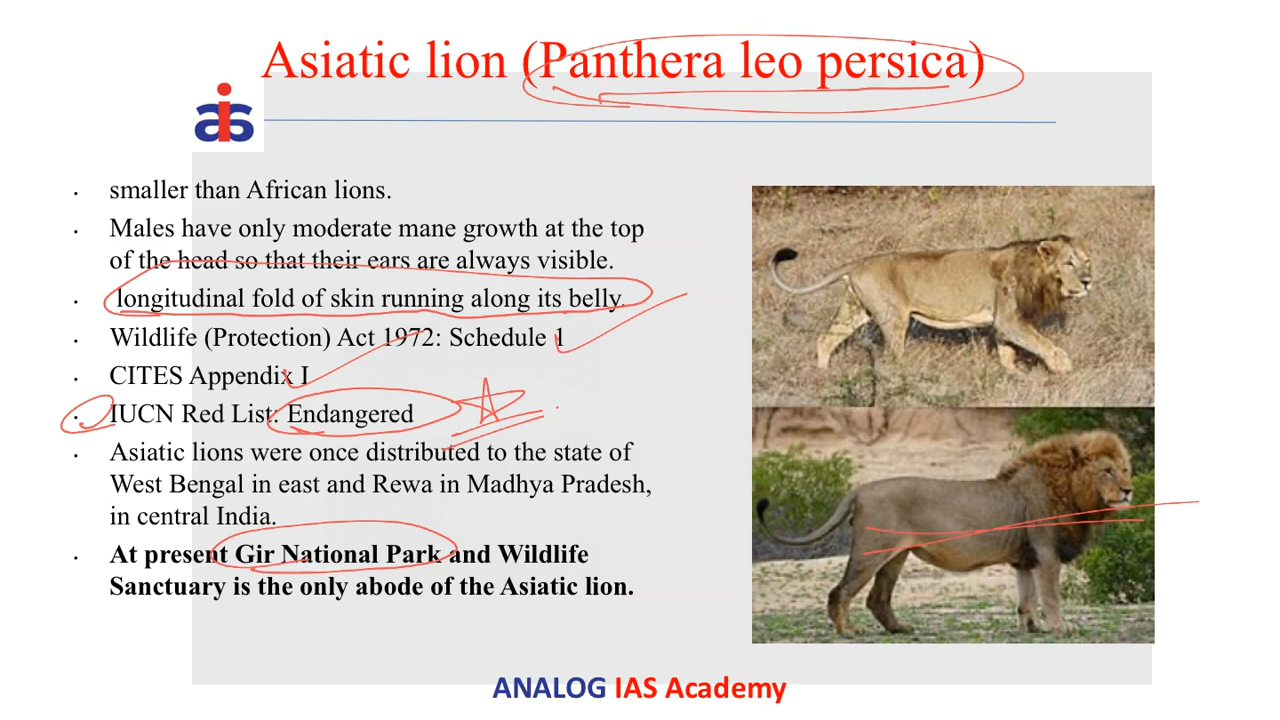 Asiatic lion (Panthera leo persica)
ais
• smaller than African lions.
• Males have only moderate mane growth at the top
of the head so that their ears are always visible.
• longitudinal fold of skin running along its belly.
• Wildlife (Protection) Act 1972: Schedule 1
• CITES Appendix I
• IUCN Red List: Endangered
• Asiatic lions were once distributed to the state of
West Bengal in east and Rewa in Madhya Pradesh,
in central India.
• At present Gir National Park and Wildlife
Sanctuary is the only abode of the Asiatic lion.
ANALOG IAS Academy